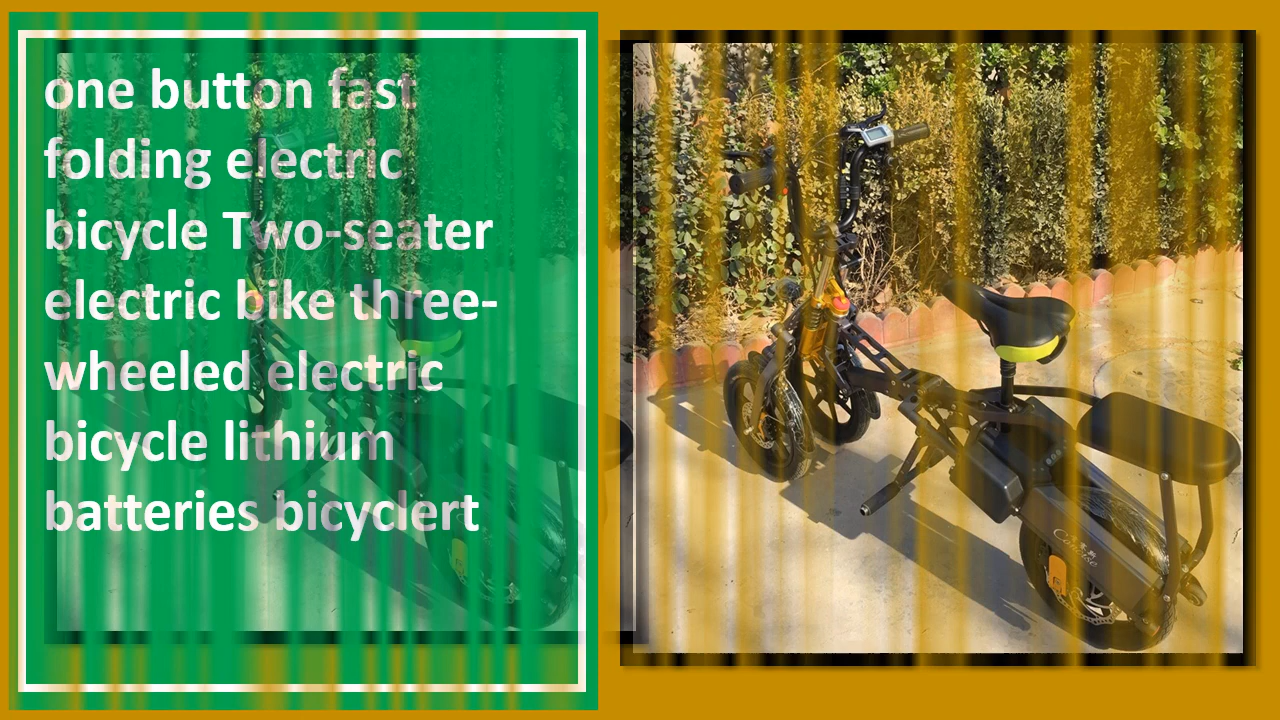 one button fast
folding electric
bicycle Two-seater
electric bike three-
wheeled electric
bicycle lithium
batteries bicyclert